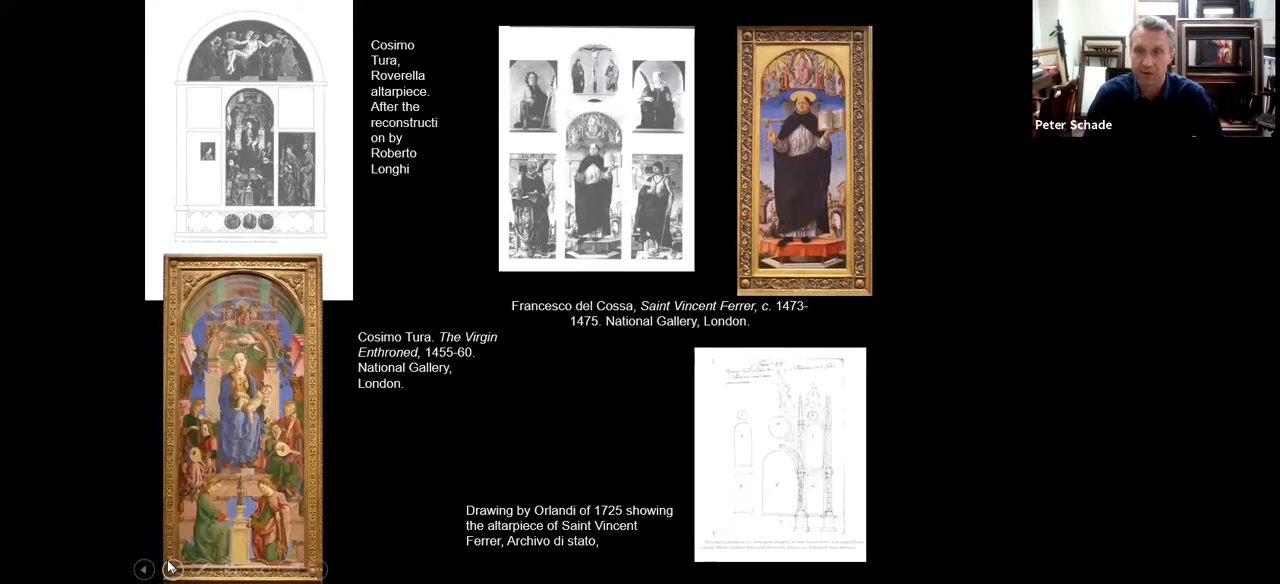 Cosimo
Tura,
Roverella
altarpiece.
After the
reconstructi
on by
Roberto
Longhi
Peter Schade
Francesco del Cossa, Saint Vincent Ferrer, c. 1473-
1475. National Gallery, London.
Cosimo Tura. The Virgin
Enthroned, 1455-60.
National Gallery,
London.
Drawing by Orlandi of 1725 showing
the altarpiece of Saint Vincent
Ferrer, Archivo di stato,